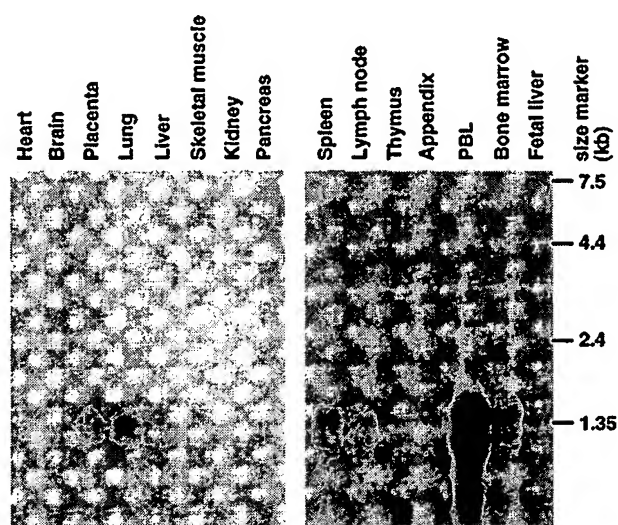 Heart
Brain
Placenta
Lung
Liver
Skeletal muscle
Kidney
Pancreas
Spleen
Lymph node
Thymus
Appendix
PBL
Bone marrow
Fetal liver
size marker
(kb)
7.5
4.4
2.4
1.35